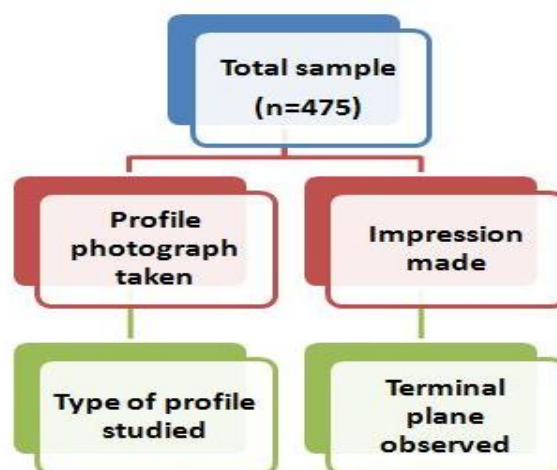 Total sample
(n=475)
Profile
photograph
taken
Impression
made
Type of profile
studied
Terminal
plane
observed